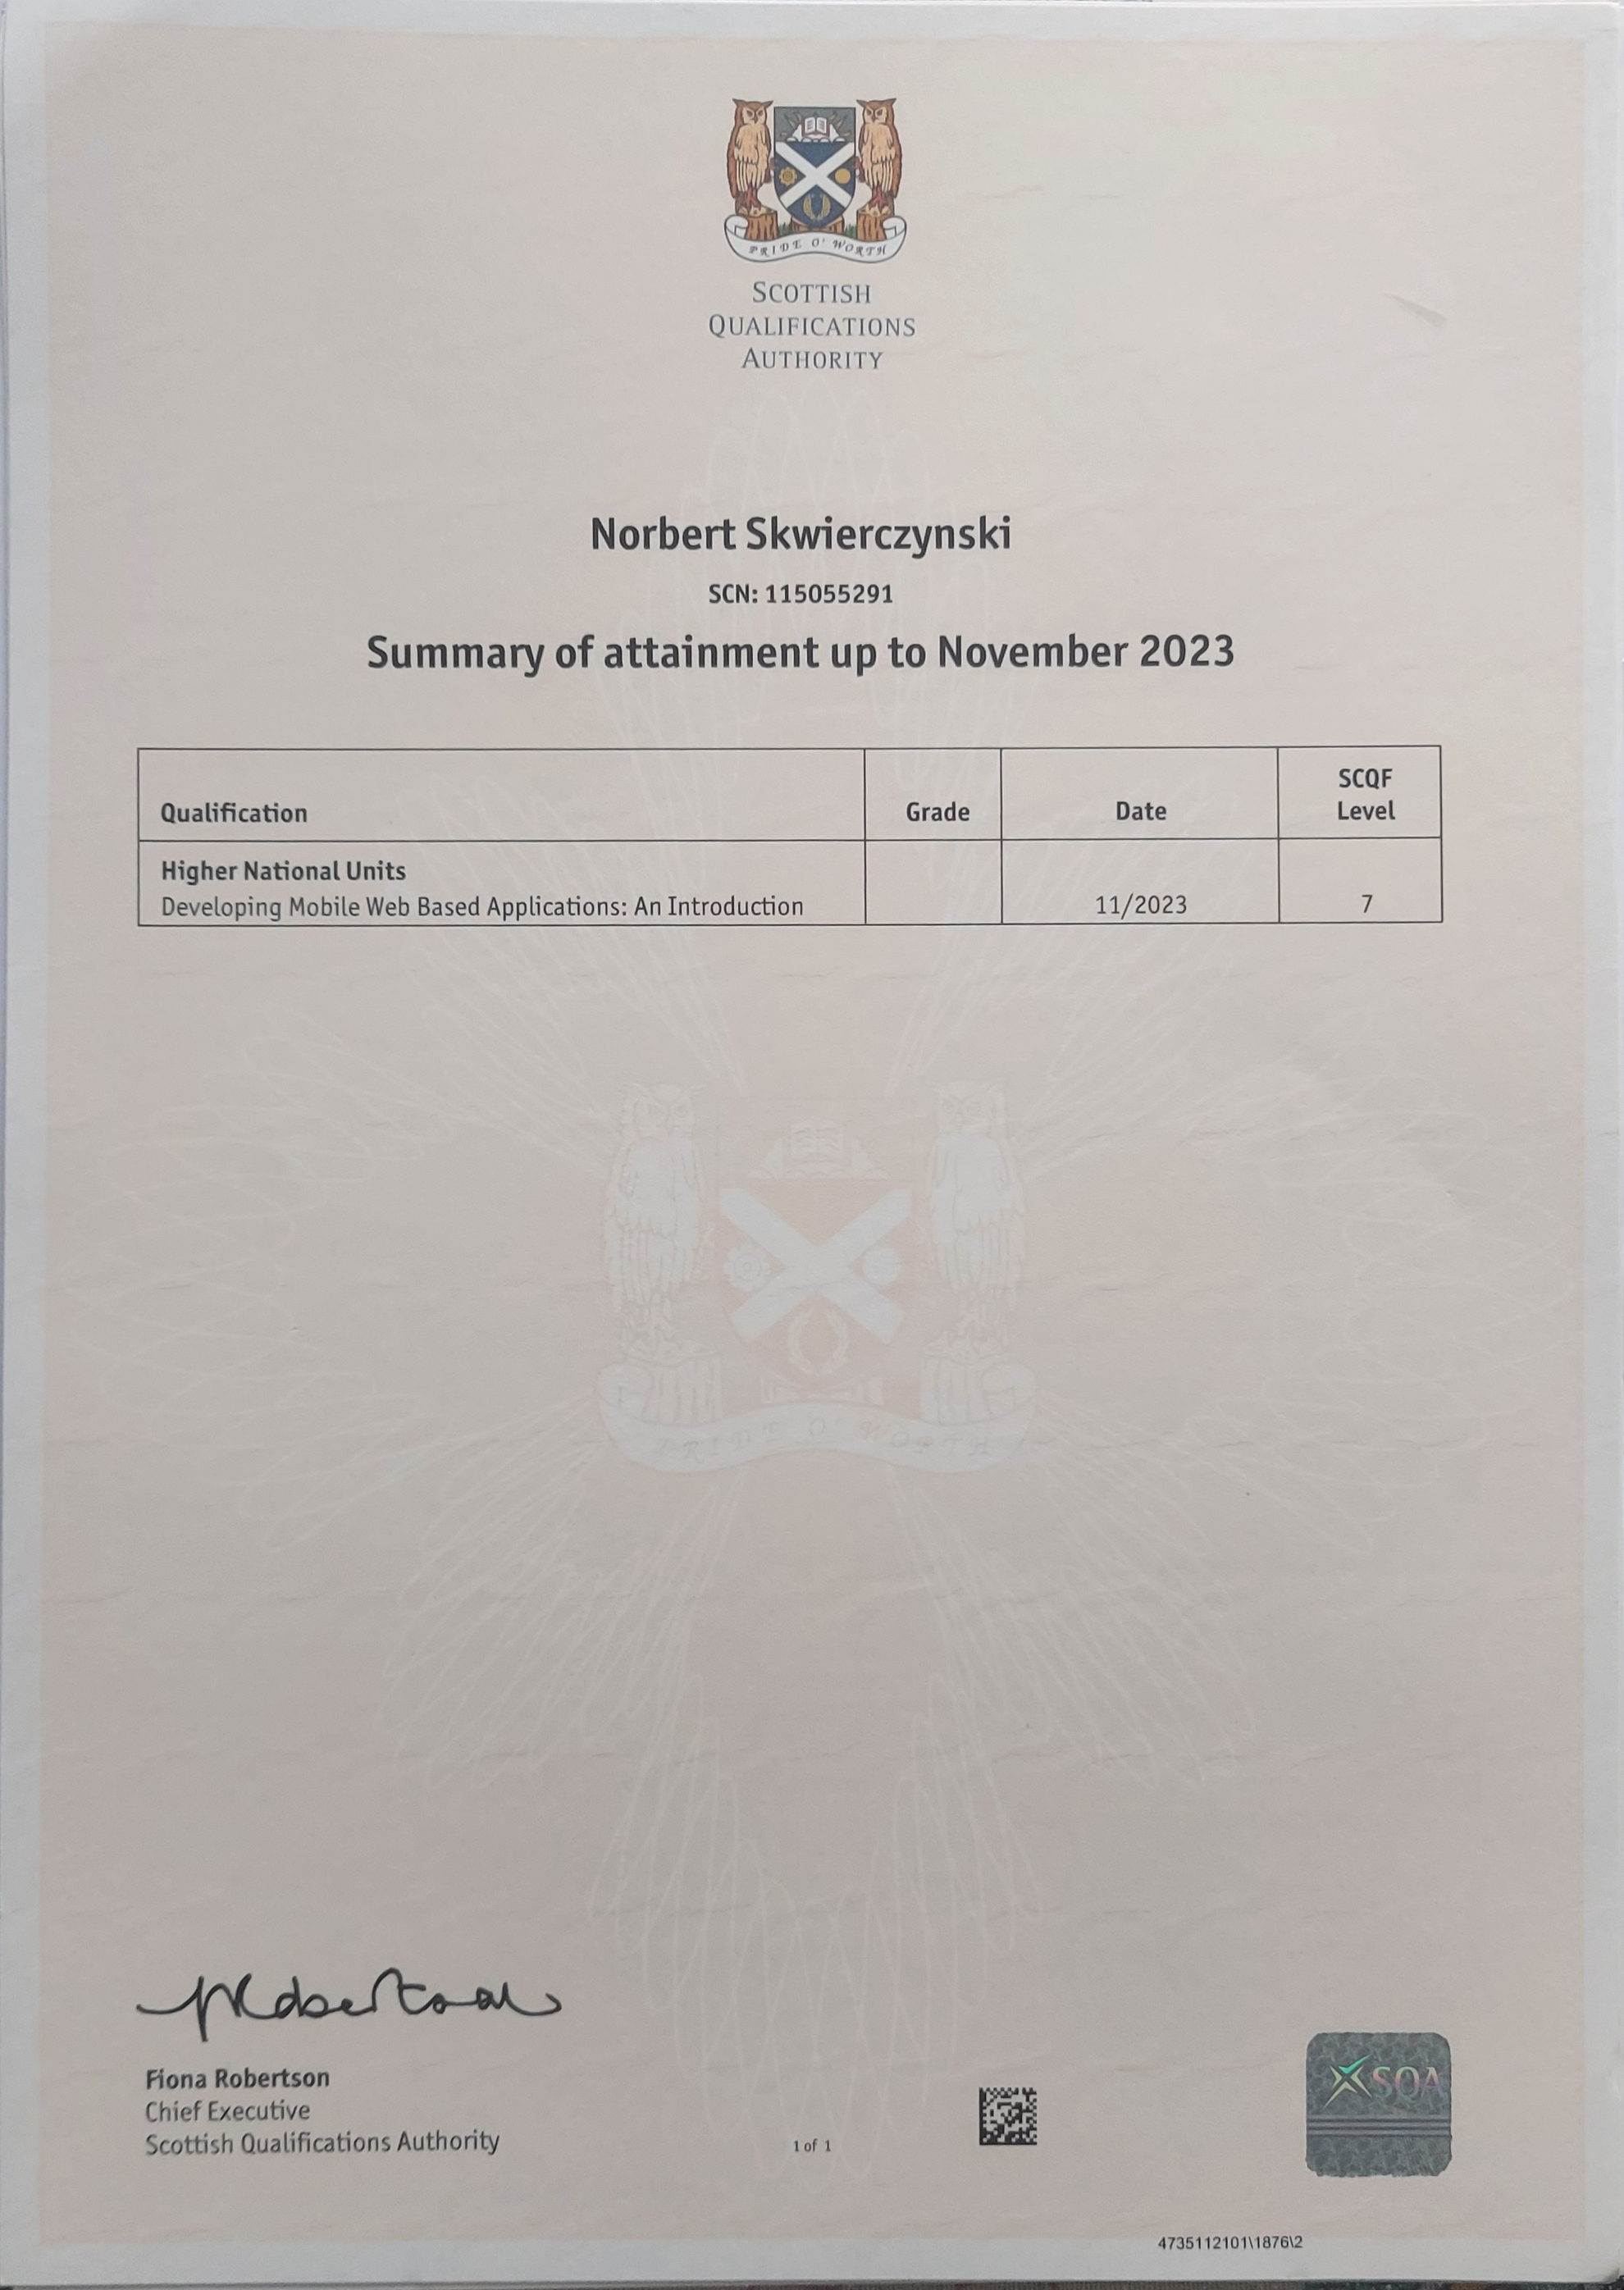 PRIDE O' WORTH
SCOTTISH
QUALIFICATIONS
AUTHORITY
Norbert Skwierczynski
SCN: 115055291
Summary of attainment up to November 2023
Qualification Grade Date SCQF Level
Higher National Units
Developing Mobile Web Based Applications: An Introduction 11/2023 7
PRIDE O' WORTH
Robertson
Fiona Robertson
Chief Executive
Scottish Qualifications Authority
1 of 1
SQA
4735112101\1876\2